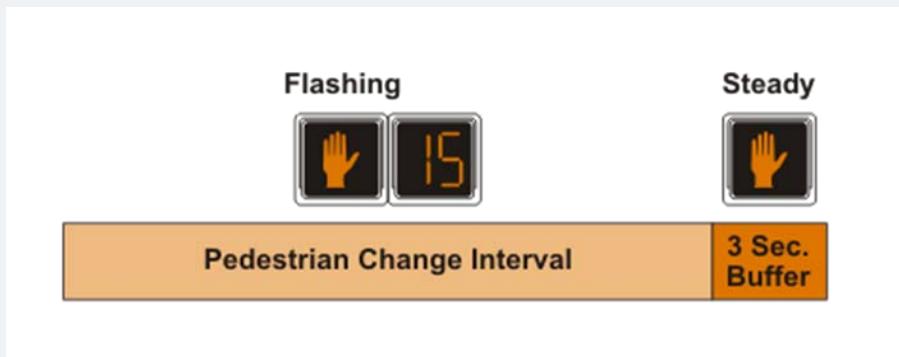 Flashing
Steady
15
Pedestrian Change Interval
3 Sec.
Buffer